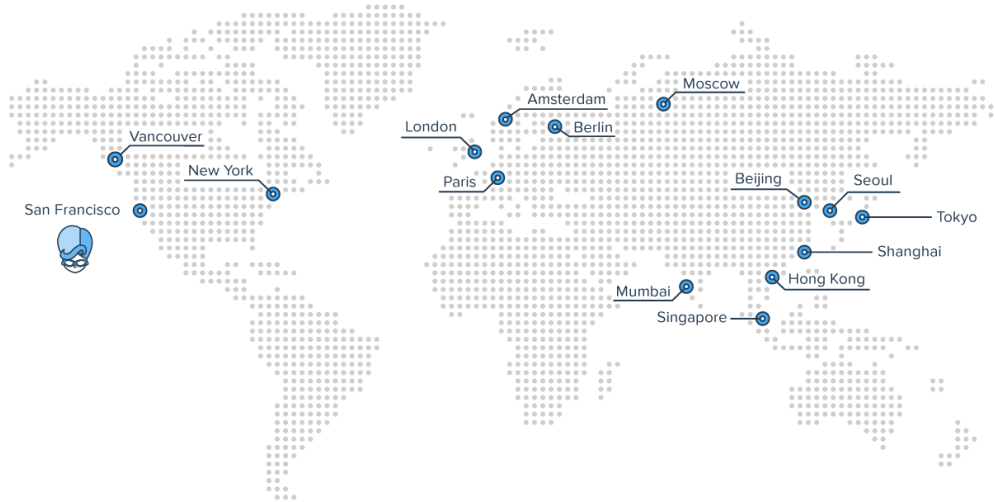 Moscow
Amsterdam
London
Berlin
Vancouver
New York
Paris
Beijing
Seoul
San Francisco
Tokyo
Shanghai
Hong Kong
Mumbai
Singapore